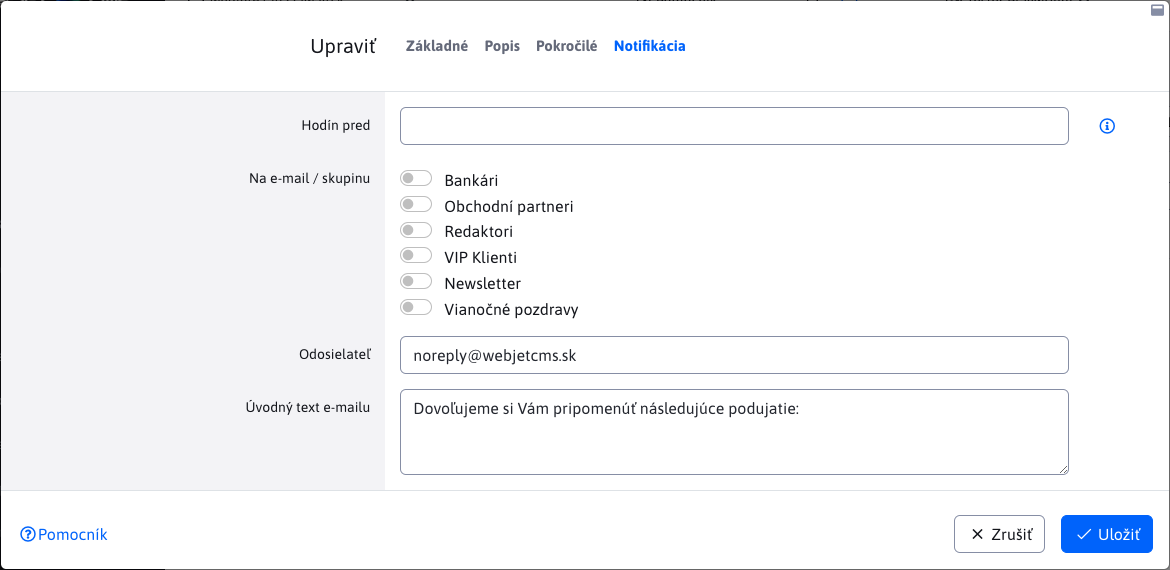 Upraviť
Základné Popis Pokročilé Notifikácia
Hodín pred
Na e-mail / skupinu
Bankári
Obchodní partneri
Redaktori
VIP Klienti
Newsletter
Vianočné pozdravy
Odosielateľ
noreply@webjetcms.sk
Úvodný text e-mailu
Dovoľujeme si Vám pripomenúť následujúce podujatie:
Pomocník
Zrušiť
Uložiť